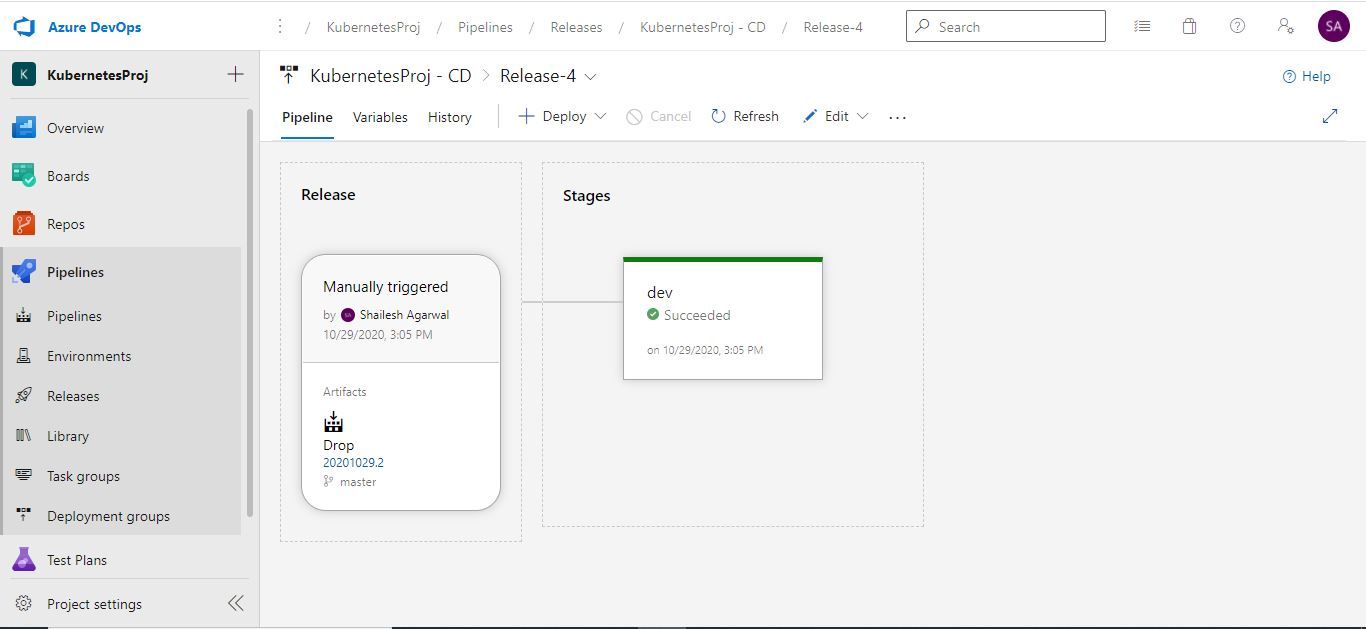 Azure DevOps
/ KubernetesProj / Pipelines / Releases / KubernetesProj - CD / Release-4
Search
SA
K KubernetesProj
KubernetesProj - CD > Release-4
Help
Pipeline Variables History Deploy Cancel Refresh Edit ...
Overview
Boards
Repos
Pipelines
Pipelines
Environments
Releases
Library
Task groups
Deployment groups
Test Plans
Project settings
Release
Manually triggered
by SA Shailesh Agarwal
10/29/2020, 3:05 PM
Artifacts
Drop
20201029.2
master
Stages
dev
Succeeded
on 10/29/2020, 3:05 PM